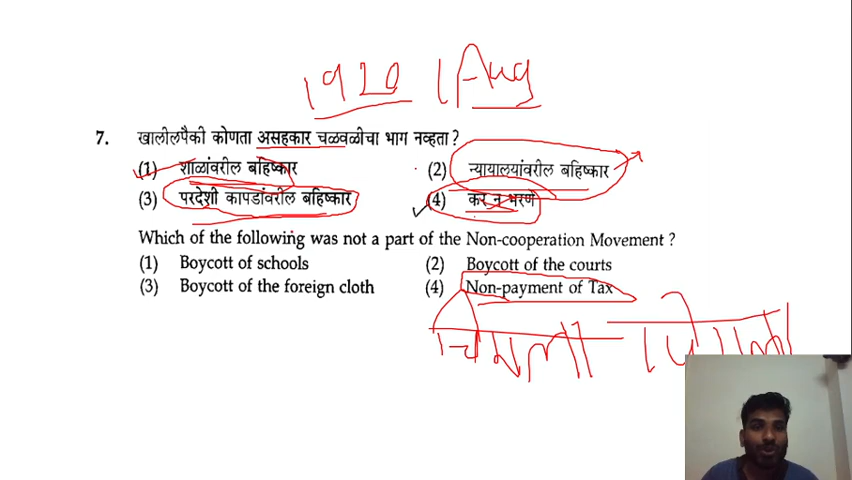 1920 1 Aug
7. खालीलपैकी कोणता असहकार चळवळीचा भाग नव्हता ?
(1) शाळांवरील बहिष्कार (2) न्यायालयांवरील बहिष्कार
(3) परदेशी कापडांवरील बहिष्कार (4) कर न भरणे
Which of the following was not a part of the Non-cooperation Movement ?
(1) Boycott of schools (2) Boycott of the courts
(3) Boycott of the foreign cloth (4) Non-payment of Tax